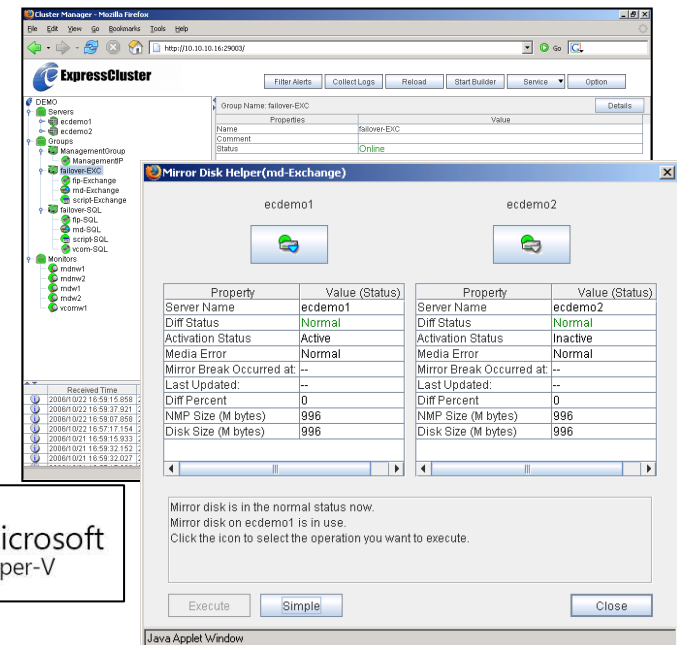 Cluster Manager - Mozilla Firefox
File Edit View Go Bookmarks Tools Help
http://10.10.10.16:29003/ Go
ExpressCluster
Filter Alerts Collect Logs Reload Start Builder Service Option
DEMO
Servers
ecdemo1
ecdemo2
Groups
ManagementGroup
ManagementIP
failover-EXC
fip-Exchange
md-Exchange
script-Exchange
failover-SQL
fip-SQL
md-SQL
script-SQL
vcom-SQL
Monitors
mdnw1
mdnw2
mdw1
mdw2
vcomw1
Group Name: failover-EXC Details
Properties Value
Name failover-EXC
Comment
Status Online
Received Time
2006/10/22 16:59:15.858
2006/10/22 16:59:37.921
2006/10/22 16:59:07.858
2006/10/22 16:57:17.154
2006/10/21 16:59:15.933
2006/10/21 16:59:32.152
2006/10/21 16:59:32.027
Mirror Disk Helper(md-Exchange)
ecdemo1 ecdemo2
Property Value (Status) Property Value (Status)
Server Name ecdemo1 Server Name ecdemo2
Diff Status Normal Diff Status Normal
Activation Status Active Activation Status Inactive
Media Error Normal Media Error Normal
Mirror Break Occurred at: -- Mirror Break Occurred at: --
Last Updated: -- Last Updated: --
Diff Percent 0 Diff Percent 0
NMP Size (M bytes) 996 NMP Size (M bytes) 996
Disk Size (M bytes) 996 Disk Size (M bytes) 996
Mirror disk is in the normal status now.
Mirror disk on ecdemo1 is in use.
Click the icon to select the operation you want to execute.
Execute Simple Close
Java Applet Window
icrosoft
per-V